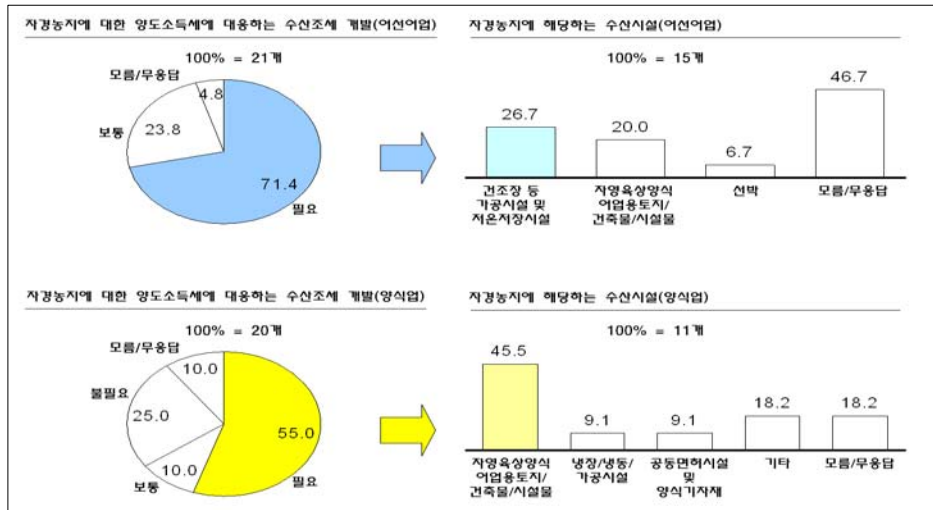 자경농지에 대한 양도소득세에 대응하는 수산조세 개발(어선어업)
100% = 21개
모름/무응답
4.8
보통
23.8
71.4
필요
자경농지에 해당하는 수산시설(어선어업)
100% = 15개
46.7
26.7
20.0
6.7
건조장 등
가공시설 및
저온저장시설
자영육상양식
어업용토지/
건축물/시설물
선박
모름/무응답
자경농지에 대한 양도소득세에 대응하는 수산조세 개발(양식업)
100% = 20개
모름/무응답
10.0
불필요
25.0
55.0
10.0
보통
필요
자경농지에 해당하는 수산시설(양식업)
100% = 11개
45.5
9.1
9.1
18.2
18.2
자영육상양식
어업용토지/
건축물/시설물
냉장/냉동/
가공시설
공동면허시설
및
양식기자재
기타
모름/무응답